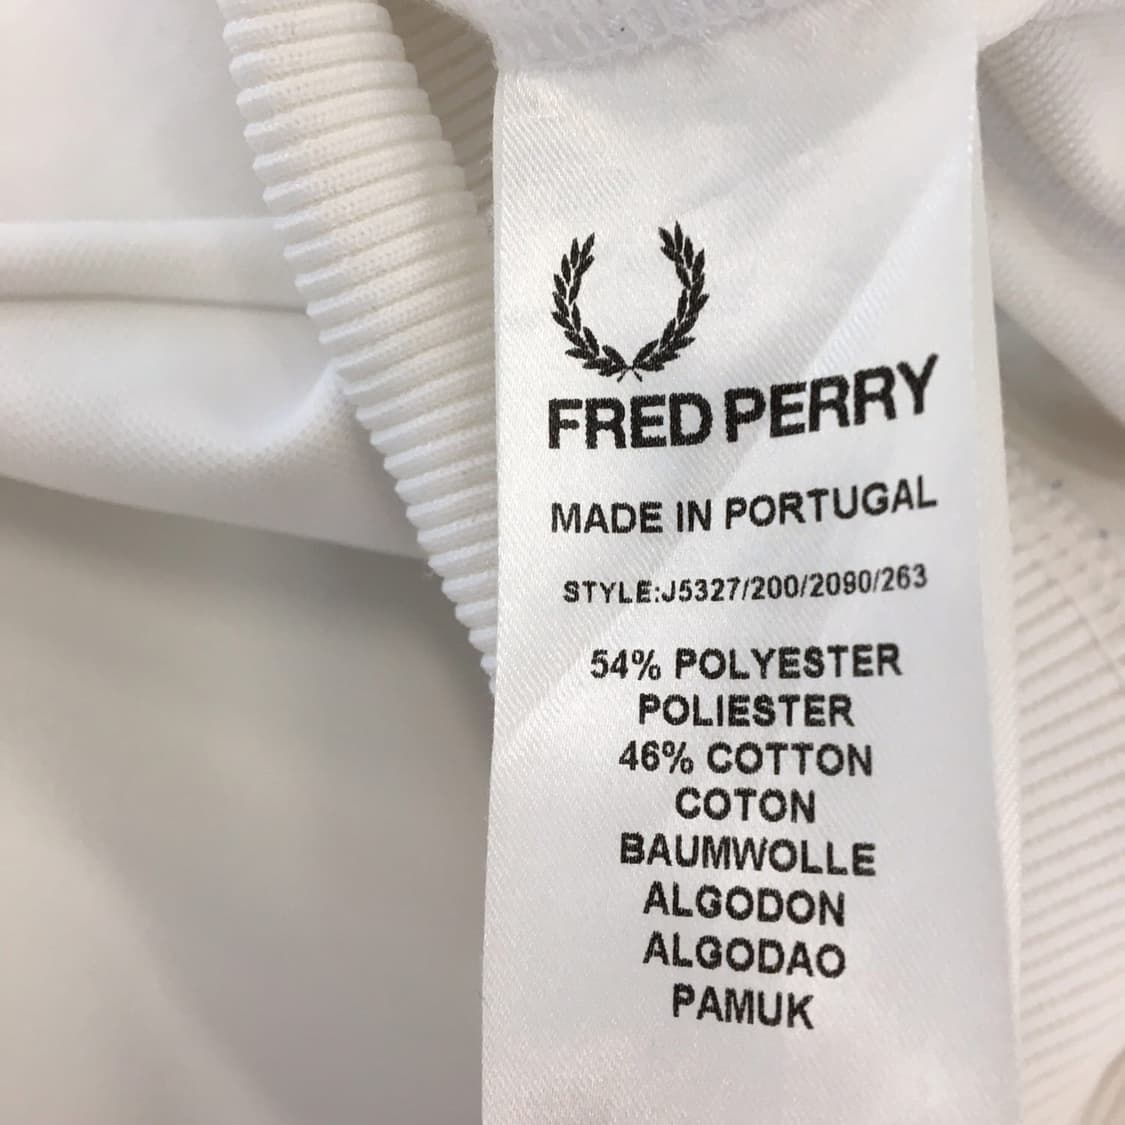 FRED PERRY
MADE IN PORTUGAL
STYLE:J5327/200/2090/263
54% POLYESTER
POLIESTER
46% COTTON
COTON
BAUMWOLLE
ALGODON
ALGODAO
PAMUK